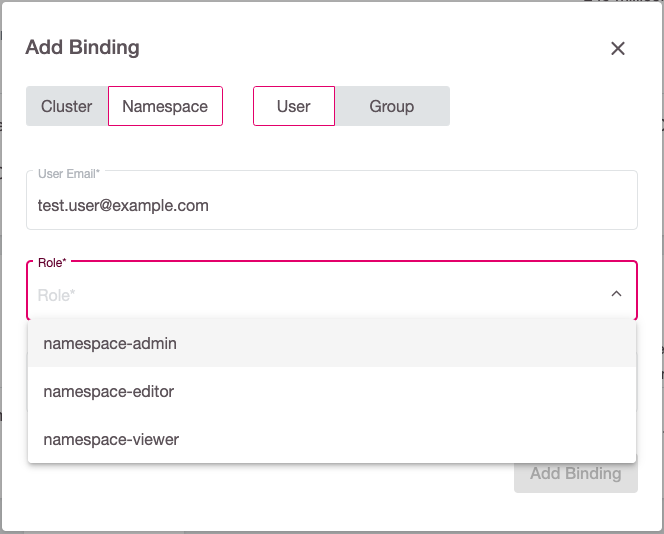 Add Binding
Cluster Namespace User Group
User Email*
test.user@example.com
Role*
Role*
namespace-admin
namespace-editor
namespace-viewer
Add Binding